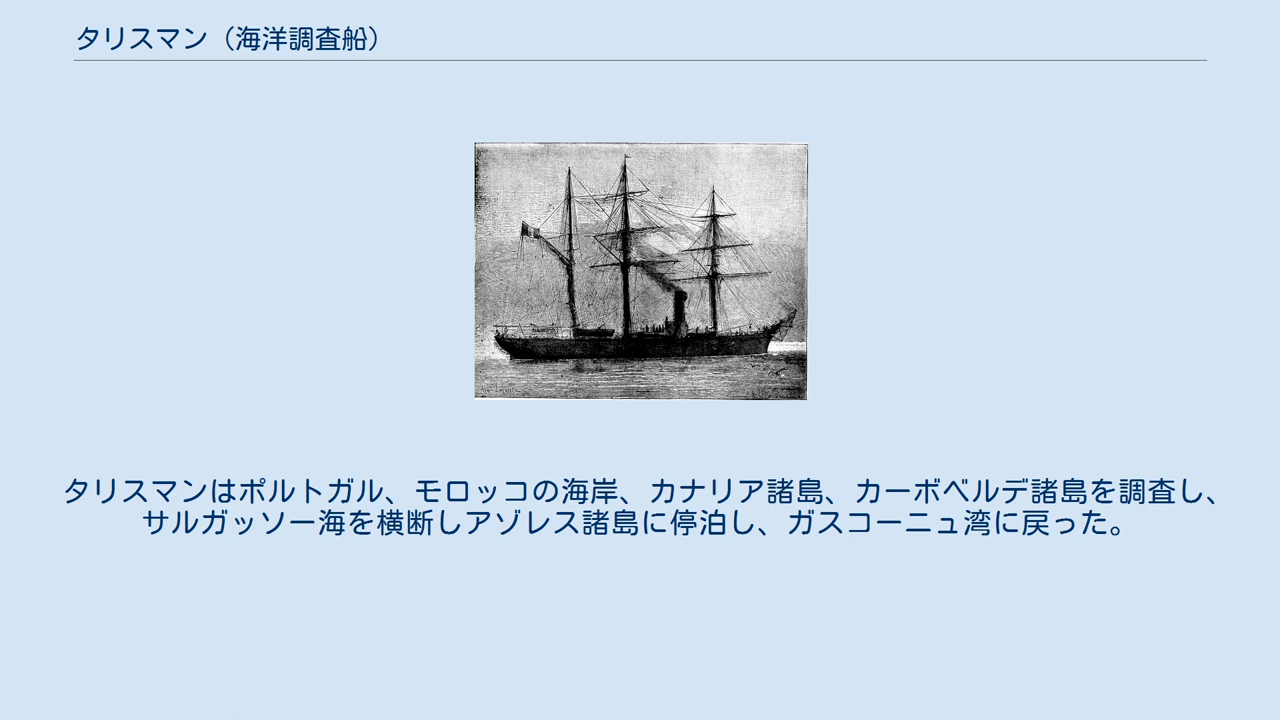 タリスマン（海洋調査船）
タリスマンはポルトガル、モロッコの海岸、カナリア諸島、カーボベルデ諸島を調査し、
サルガッソー海を横断しアゾレス諸島に停泊し、ガスコーニュ湾に戻った。